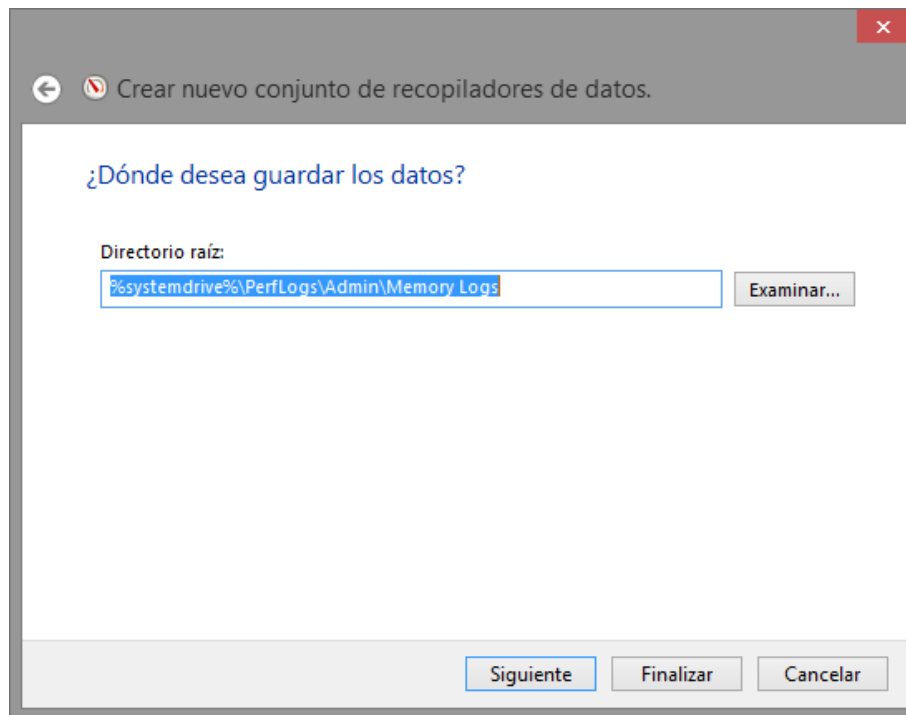 Crear nuevo conjunto de recopiladores de datos.
¿Dónde desea guardar los datos?
Directorio raíz:
%systemdrive%\PerfLogs\Admin\Memory Logs
Examinar...
Siguiente
Finalizar
Cancelar